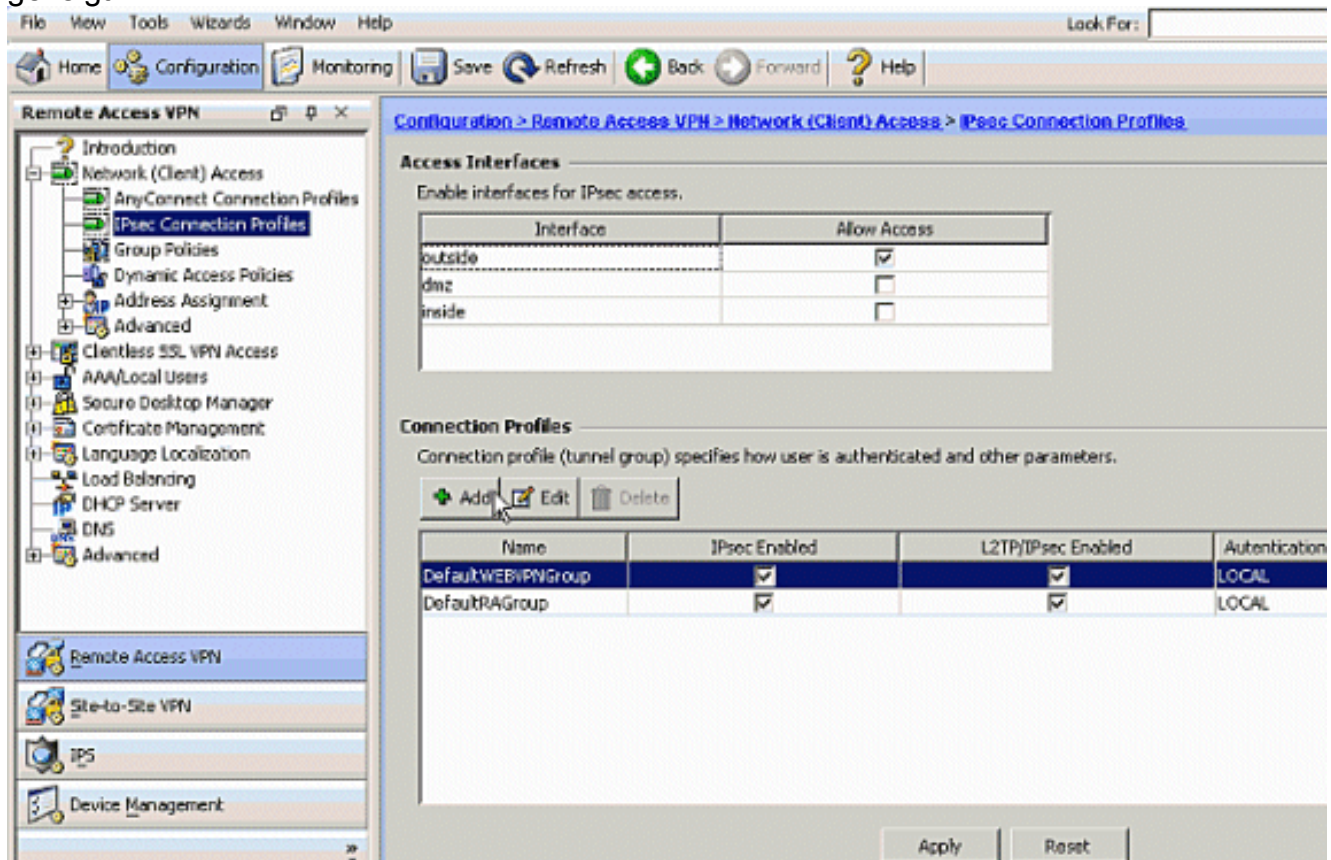 File View Tools Wizards Window Help Look For:
Home Configuration Monitoring Save Refresh Back Forward Help
Remote Access VPN
Introduction
Network (Client) Access
AnyConnect Connection Profiles
IPsec Connection Profiles
Group Policies
Dynamic Access Policies
Address Assignment
Advanced
Clientless SSL VPN Access
AAA/Local Users
Secure Desktop Manager
Certificate Management
Language Localization
Load Balancing
DHCP Server
DNS
Advanced
Remote Access VPN
Site-to-Site VPN
IPS
Device Management
Configuration > Remote Access VPN > Network (Client) Access > IPsec Connection Profiles
Access Interfaces
Enable interfaces for IPsec access.
Interface Allow Access
outside
dmz
inside
Connection Profiles
Connection profile (tunnel group) specifies how user is authenticated and other parameters.
Add Edit Delete
Name IPsec Enabled L2TP/IPsec Enabled Autentication
DefaultWEBVPNGroup LOCAL
DefaultRAGroup LOCAL
Apply Reset